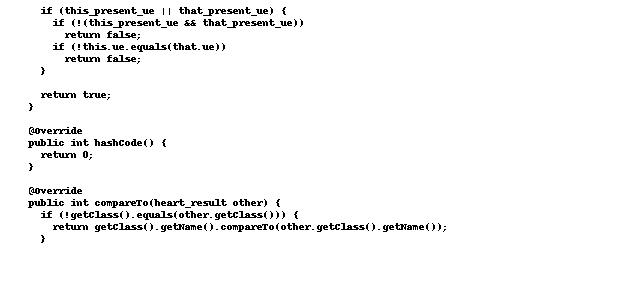 if (this_present_ue || that_present_ue) {
if (!(this_present_ue && that_present_ue))
return false;
if (!this.ue.equals(that.ue))
return false;
}
return true;
}
@Override
public int hashCode() {
return 0;
}
@Override
public int compareTo(heart_result other) {
if (!getClass().equals(other.getClass())) {
return getClass().getName().compareTo(other.getClass().getName());
}